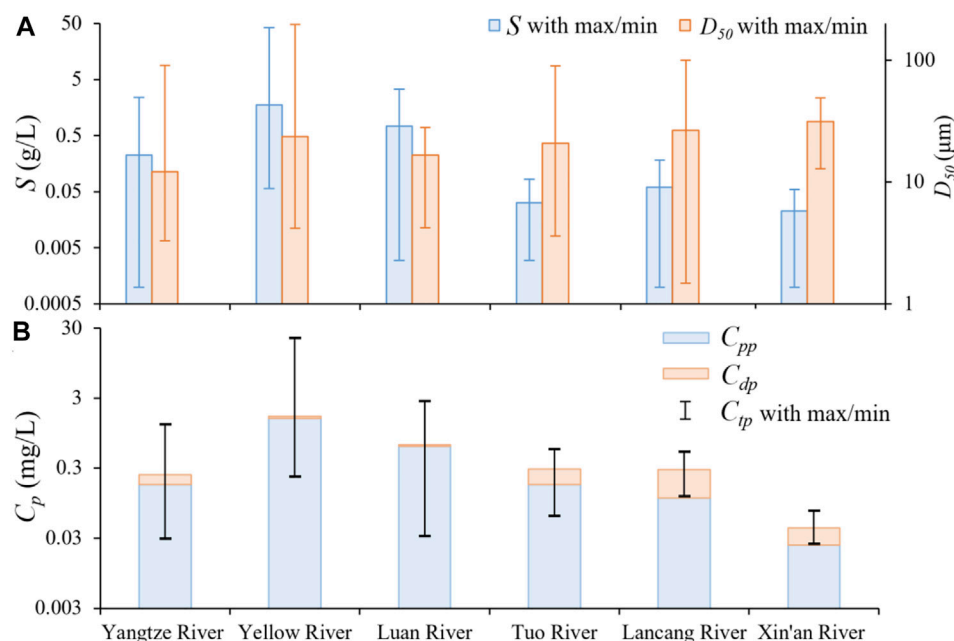 A
S with max/min
D50 with max/min
50
5
0.5
0.05
0.005
0.0005
S (g/L)
100
10
1
D50 (μm)
B
Cpp
Cdp
Ctp with max/min
30
3
0.3
0.03
0.003
Cp (mg/L)
Yangtze River Yellow River Luan River Tuo River Lancang River Xin'an River